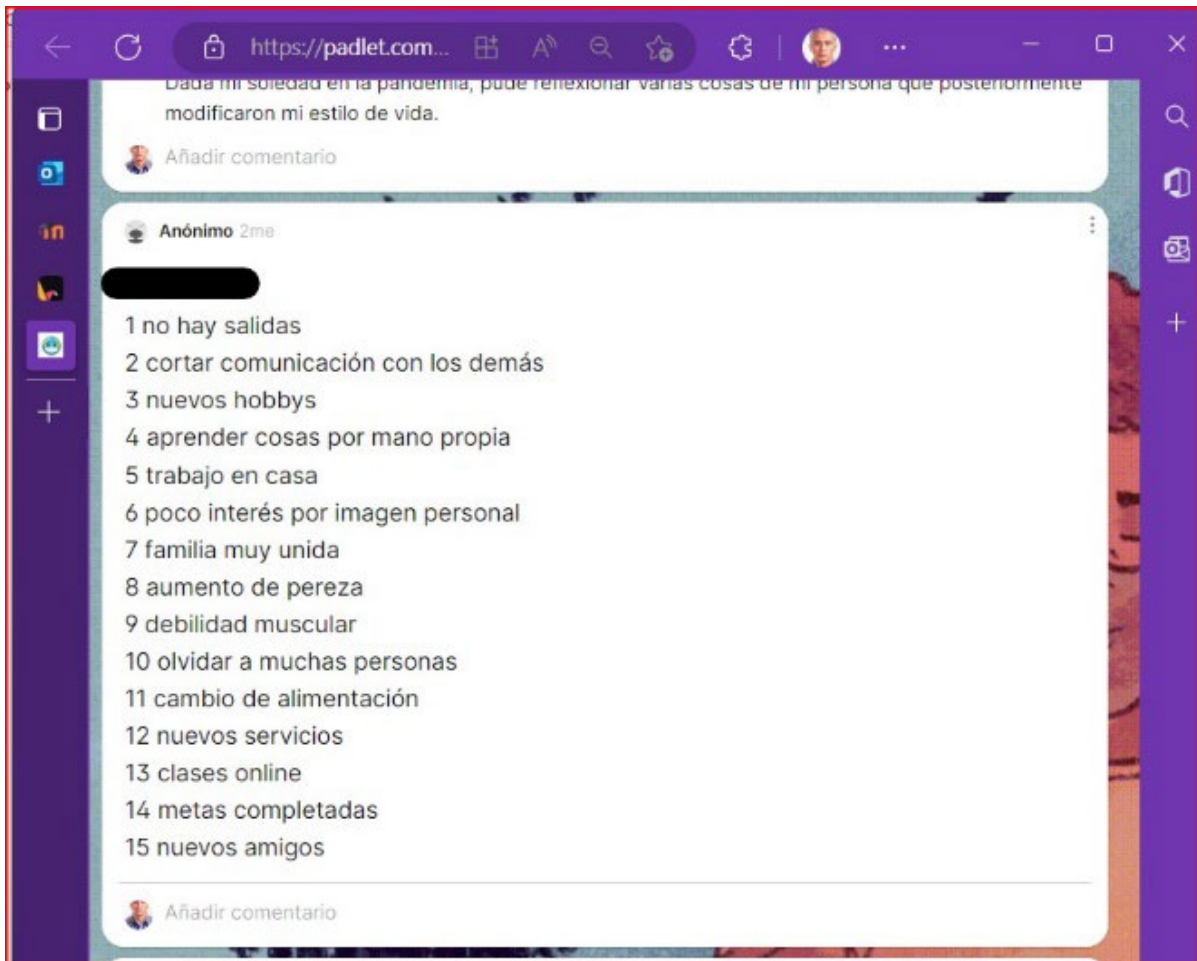 https://padlet.com...
Dada mi soledad en la pandemia, pude reflexionar varias cosas de mi persona que posteriormente
modificaron mi estilo de vida.
Añadir comentario
Anónimo 2me
1 no hay salidas
2 cortar comunicación con los demás
3 nuevos hobbys
4 aprender cosas por mano propia
5 trabajo en casa
6 poco interés por imagen personal
7 familia muy unida
8 aumento de pereza
9 debilidad muscular
10 olvidar a muchas personas
11 cambio de alimentación
12 nuevos servicios
13 clases online
14 metas completadas
15 nuevos amigos
Añadir comentario